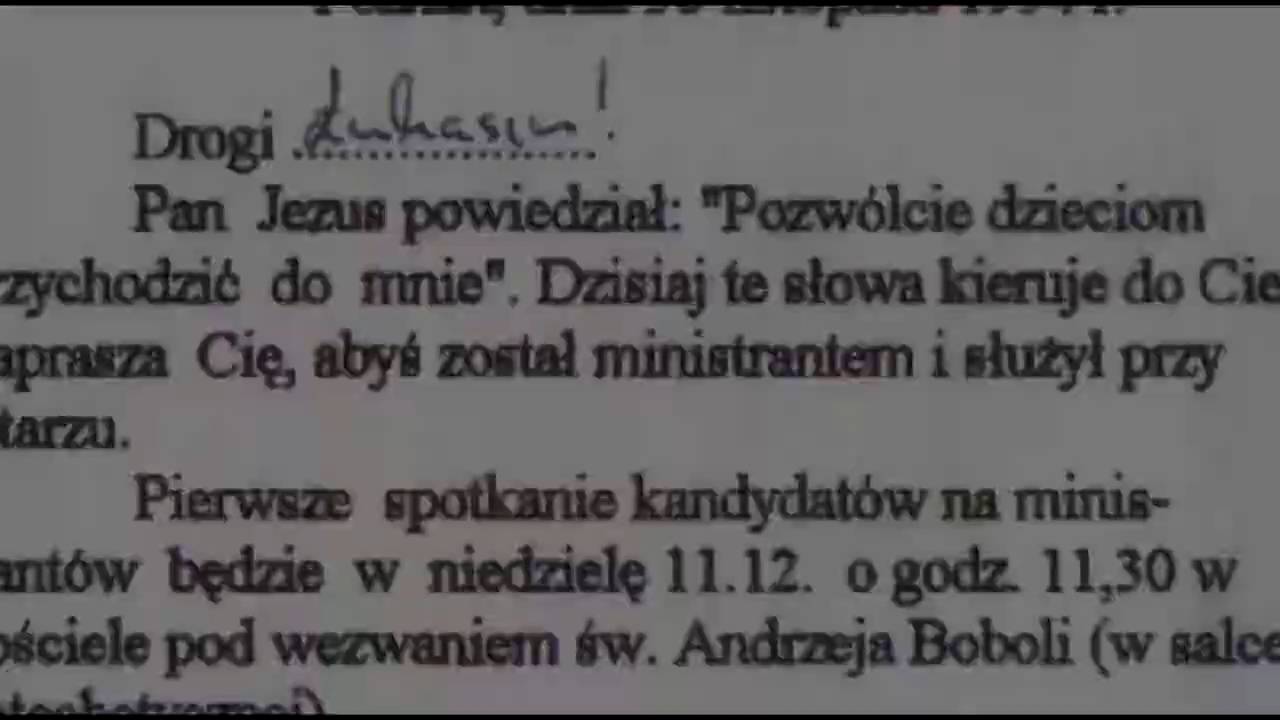 Drogi Łukaszu!
Pan Jezus powiedział: "Pozwólcie dzieciom
zychodzić do mnie". Dzisiaj te słowa kieruje do Cie
aprasza Cię, abyś został ministrantem i służył przy
tarzu.
Pierwsze spotkanie kandydatów na minis-
antów będzie w niedzielę 11.12. o godz. 11,30 w
ościele pod wezwaniem św. Andrzeja Boboli (w salce